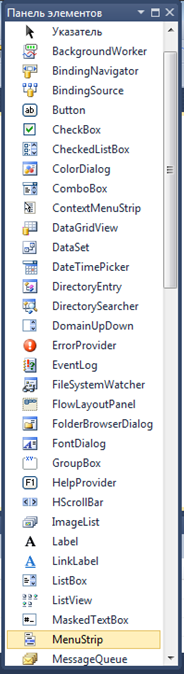 Панель элементов
Указатель
BackgroundWorker
BindingNavigator
BindingSource
Button
CheckBox
CheckedListBox
ColorDialog
ComboBox
ContextMenuStrip
DataGridView
DataSet
DateTimePicker
DirectoryEntry
DirectorySearcher
DomainUpDown
ErrorProvider
EventLog
FileSystemWatcher
FlowLayoutPanel
FolderBrowserDialog
FontDialog
GroupBox
HelpProvider
HScrollBar
ImageList
Label
LinkLabel
ListBox
ListView
MaskedTextBox
MenuStrip
MessageQueue